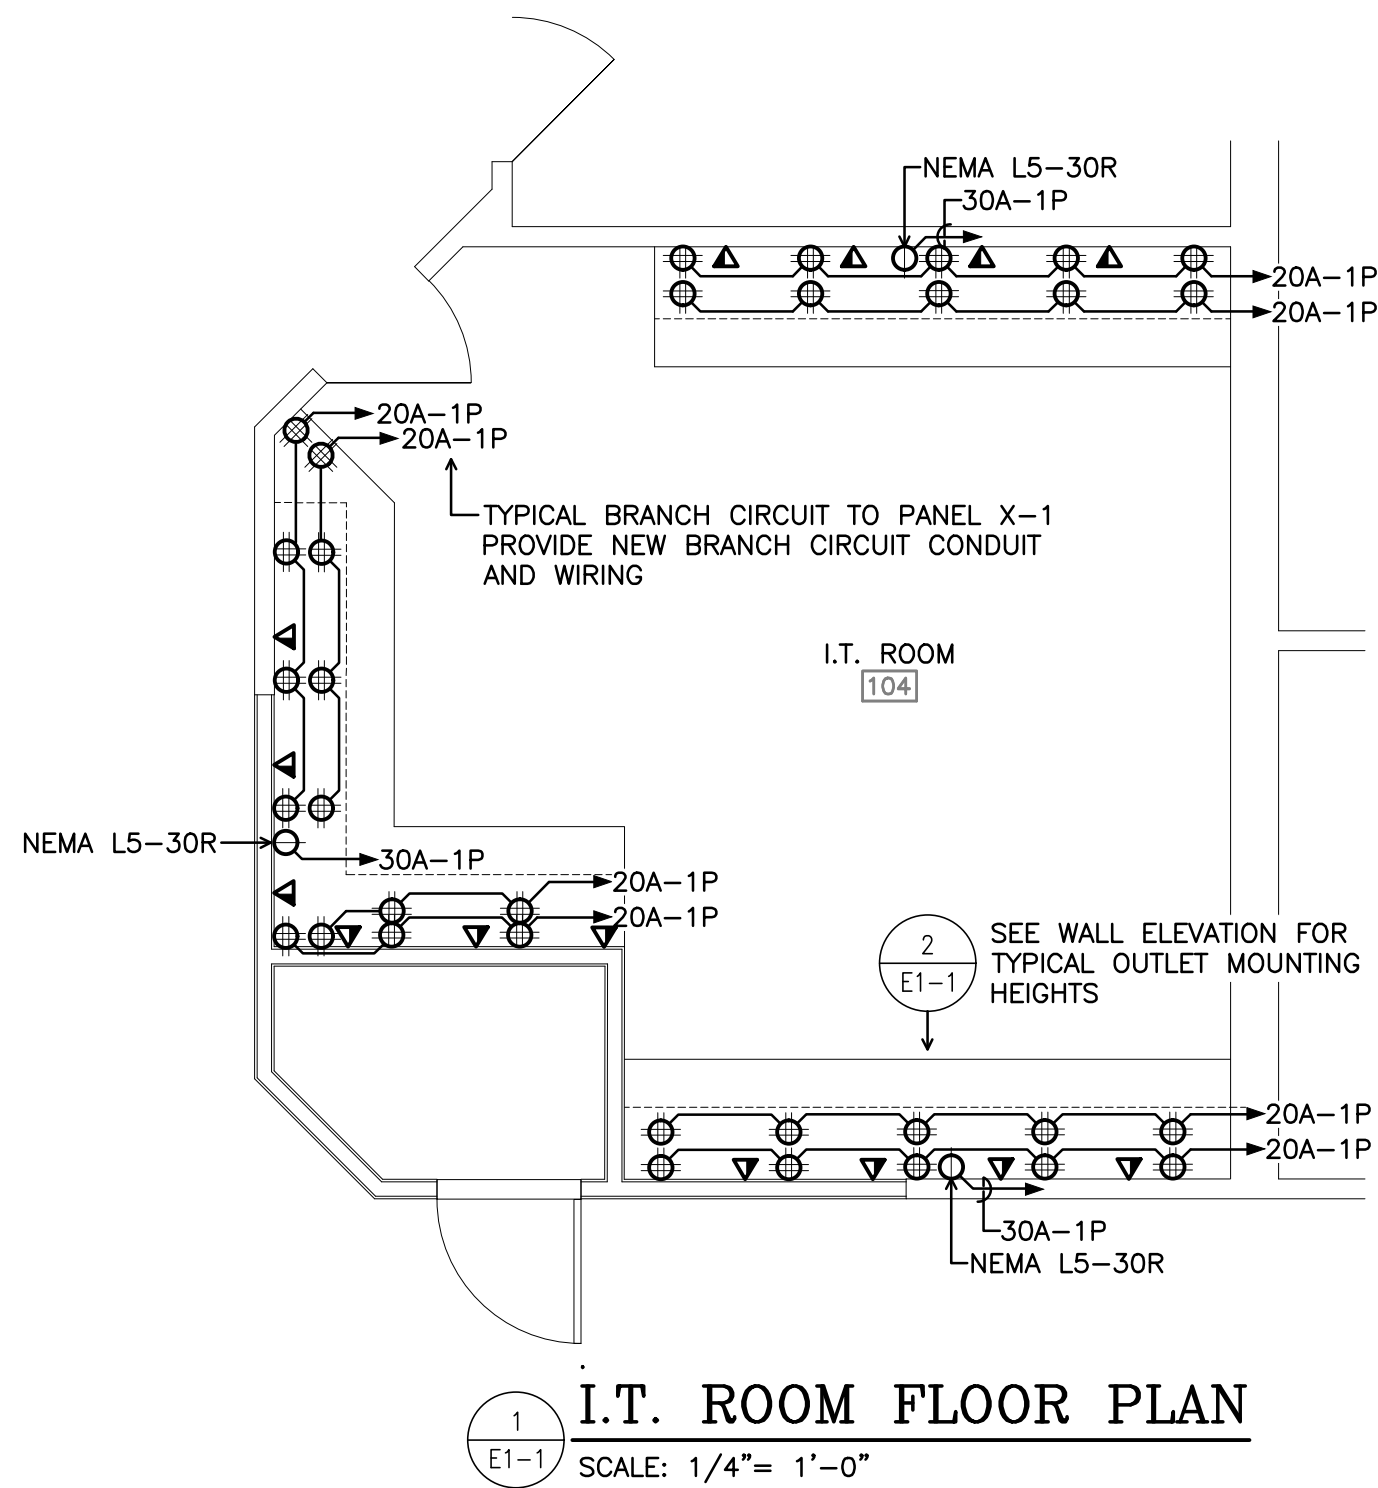 NEMA L5-30R
30A-1P
20A-1P
20A-1P
20A-1P
20A-1P
TYPICAL BRANCH CIRCUIT TO PANEL X-1
PROVIDE NEW BRANCH CIRCUIT CONDUIT
AND WIRING
I.T. ROOM
104
NEMA L5-30R
30A-1P
20A-1P
20A-1P
2
E1-1
SEE WALL ELEVATION FOR
TYPICAL OUTLET MOUNTING
HEIGHTS
20A-1P
20A-1P
30A-1P
NEMA L5-30R
1
E1-1
I.T. ROOM FLOOR PLAN
SCALE: 1/4"= 1'-0"